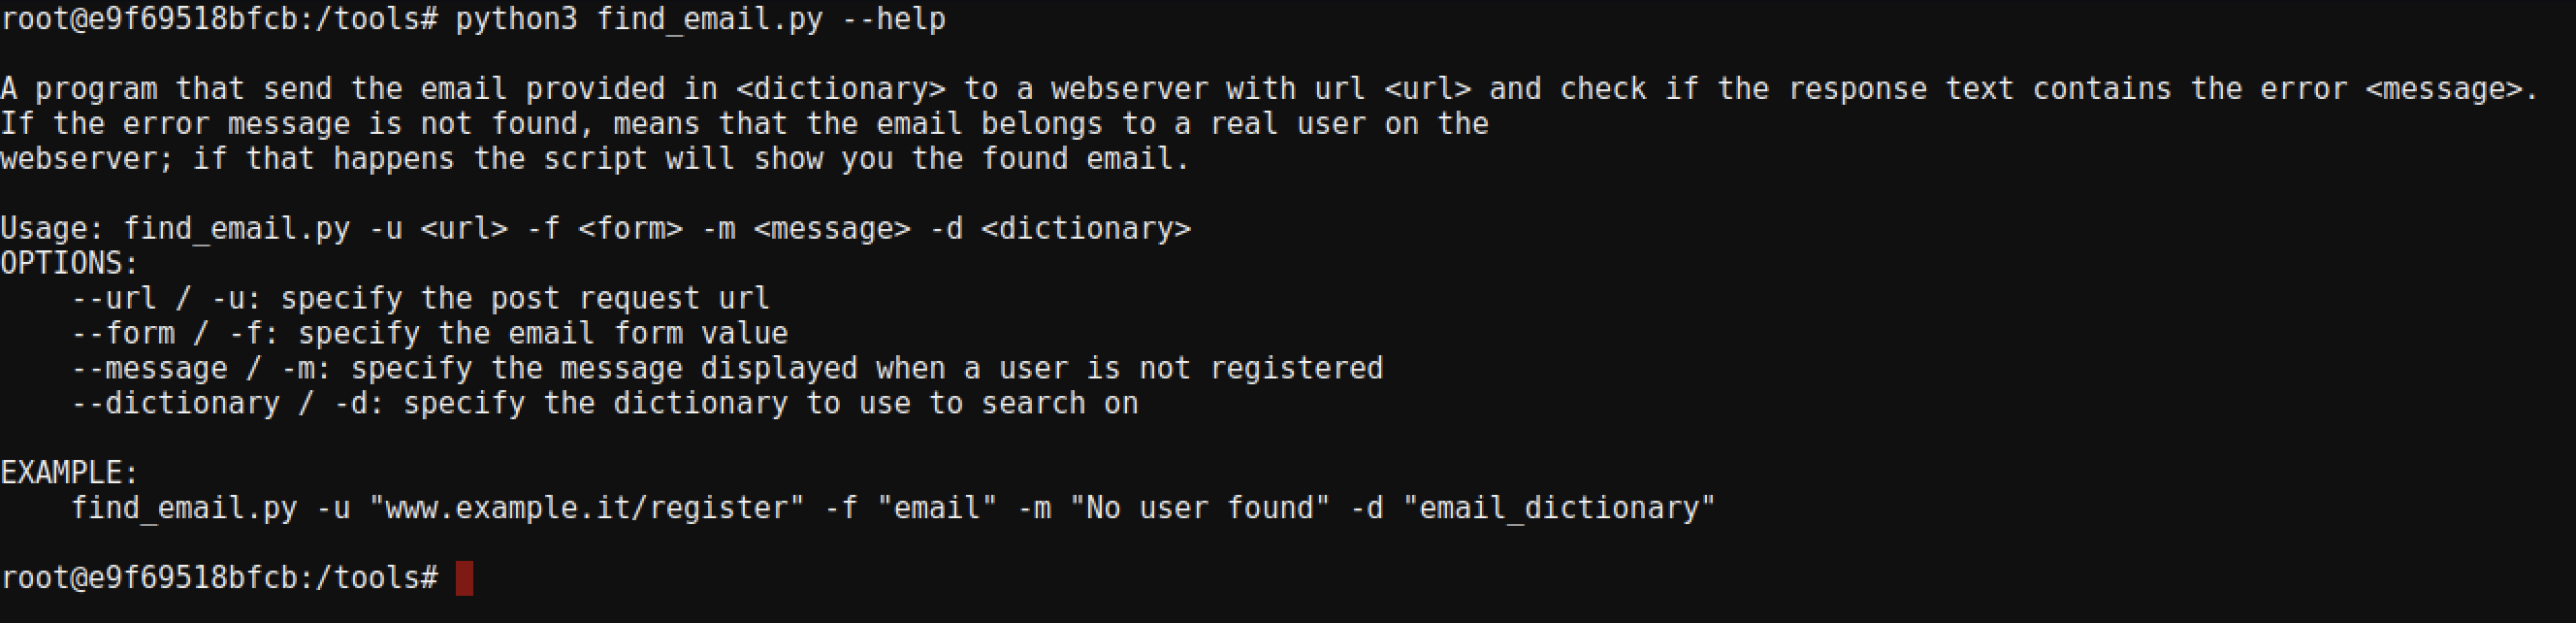 root@e9f69518bfcb:/tools# python3 find_email.py --help
A program that send the email provided in <dictionary> to a webserver with url <url> and check if the response text contains the error <message>.
If the error message is not found, means that the email belongs to a real user on the
webserver; if that happens the script will show you the found email.
Usage: find_email.py -u <url> -f <form> -m <message> -d <dictionary>
OPTIONS:
    --url / -u: specify the post request url
    --form / -f: specify the email form value
    --message / -m: specify the message displayed when a user is not registered
    --dictionary / -d: specify the dictionary to use to search on
EXAMPLE:
    find_email.py -u "www.example.it/register" -f "email" -m "No user found" -d "email_dictionary"
root@e9f69518bfcb:/tools#